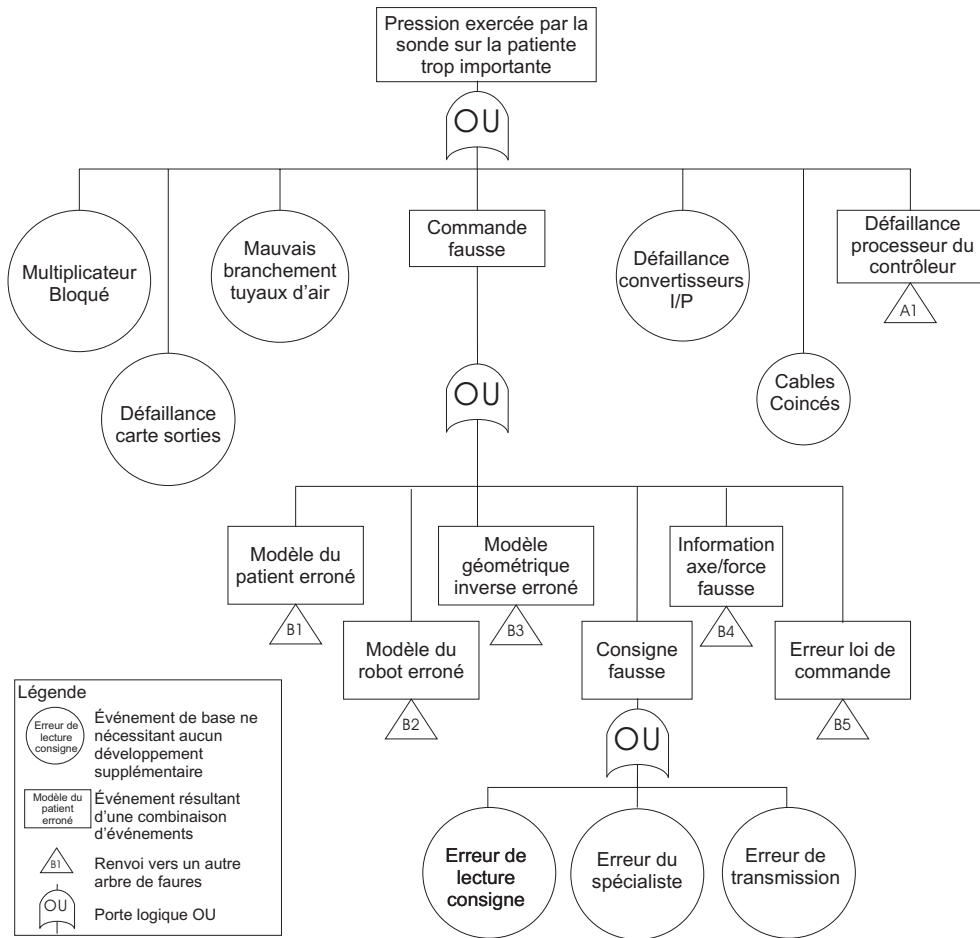 Pression exercée par la
sonde sur la patiente
trop importante
OU
Multiplicateur
Bloqué
Défaillance
carte sorties
Mauvais
branchement
tuyaux d'air
Commande
fausse
Défaillance
convertisseurs
I/P
Cables
Coincés
Défaillance
processeur du
contrôleur
A1
OU
Modèle du
patient erroné
B1
Modèle du
robot erroné
B2
Modèle
géométrique
inverse erroné
B3
Consigne
fausse
Information
axe/force
fausse
B4
Erreur loi de
commande
B5
OU
Erreur de
lecture
consigne
Erreur du
spécialiste
Erreur de
transmission
Légende
Erreur de
lecture
consigne
Événement de base ne
nécessitant aucun
développement
supplémentaire
Modèle du
patient
erroné
Événement résultant
d'une combinaison
d'événements
B1
Renvoi vers un autre
arbre de faures
OU
Porte logique OU